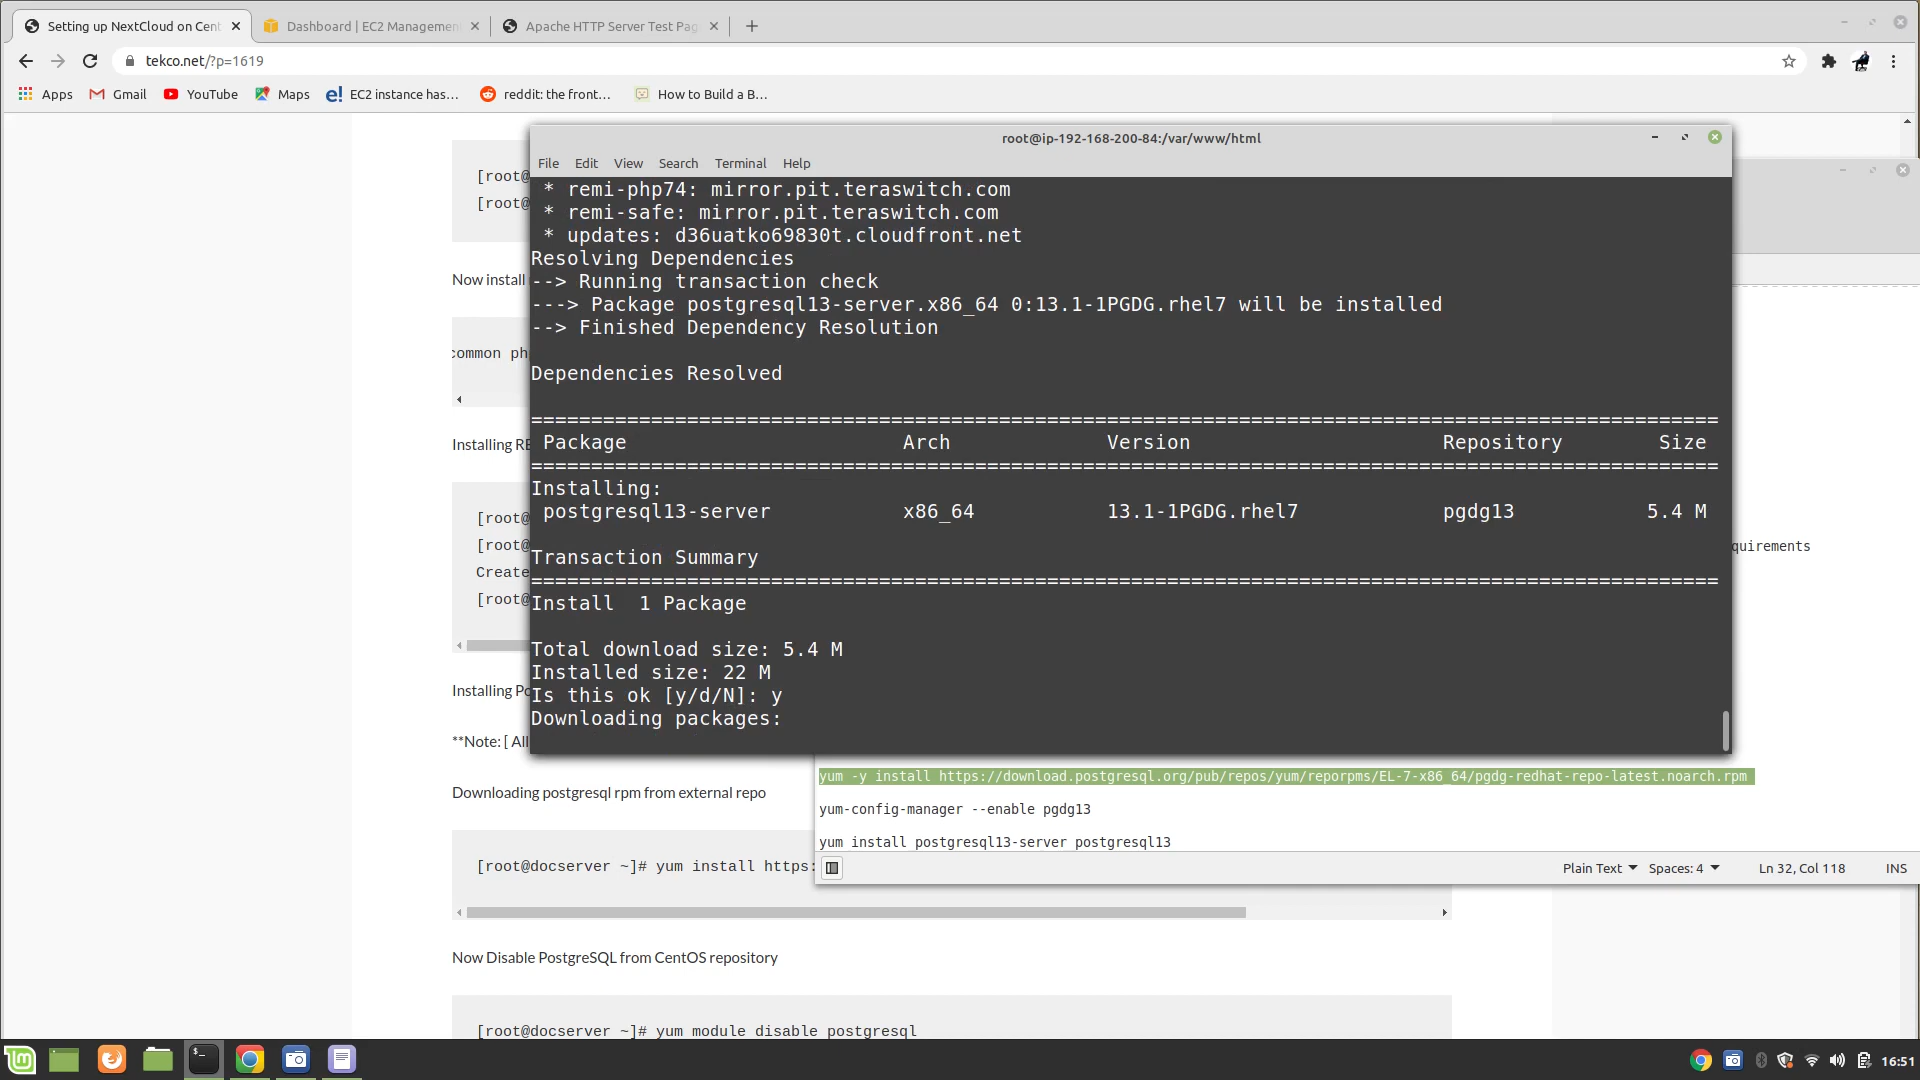 Setting up NextCloud on Cent
Dashboard | EC2 Managemen
Apache HTTP Server Test Pag
tekco.net/?p=1619
Apps
Gmail
YouTube
Maps
EC2 instance has...
reddit: the front...
How to Build a B...
root@ip-192-168-200-84:/var/www/html
File Edit View Search Terminal Help
* remi-php74: mirror.pit.teraswitch.com
* remi-safe: mirror.pit.teraswitch.com
* updates: d36uatko69830t.cloudfront.net
Resolving Dependencies
--> Running transaction check
---> Package postgresql13-server.x86_64 0:13.1-1PGDG.rhel7 will be installed
--> Finished Dependency Resolution
Dependencies Resolved
Package Arch Version Repository Size
Installing:
postgresql13-server x86_64 13.1-1PGDG.rhel7 pgdg13 5.4 M
Transaction Summary
Install 1 Package
Total download size: 5.4 M
Installed size: 22 M
Is this ok [y/d/N]: y
Downloading packages:
[root@
[root@
Now install
common ph
Installing RE
[root@
[root@
Create
[root@
Installing Po
**Note: [ All
Downloading postgresql rpm from external repo
[root@docserver ~]# yum install https:
Now Disable PostgreSQL from CentOS repository
[root@docserver ~]# yum module disable postgresql
quirements
yum -y install https://download.postgresql.org/pub/repos/yum/reporpms/EL-7-x86_64/pgdg-redhat-repo-latest.noarch.rpm
yum-config-manager --enable pgdg13
yum install postgresql13-server postgresql13
Plain Text Spaces: 4 Ln 32, Col 118 INS
16:51